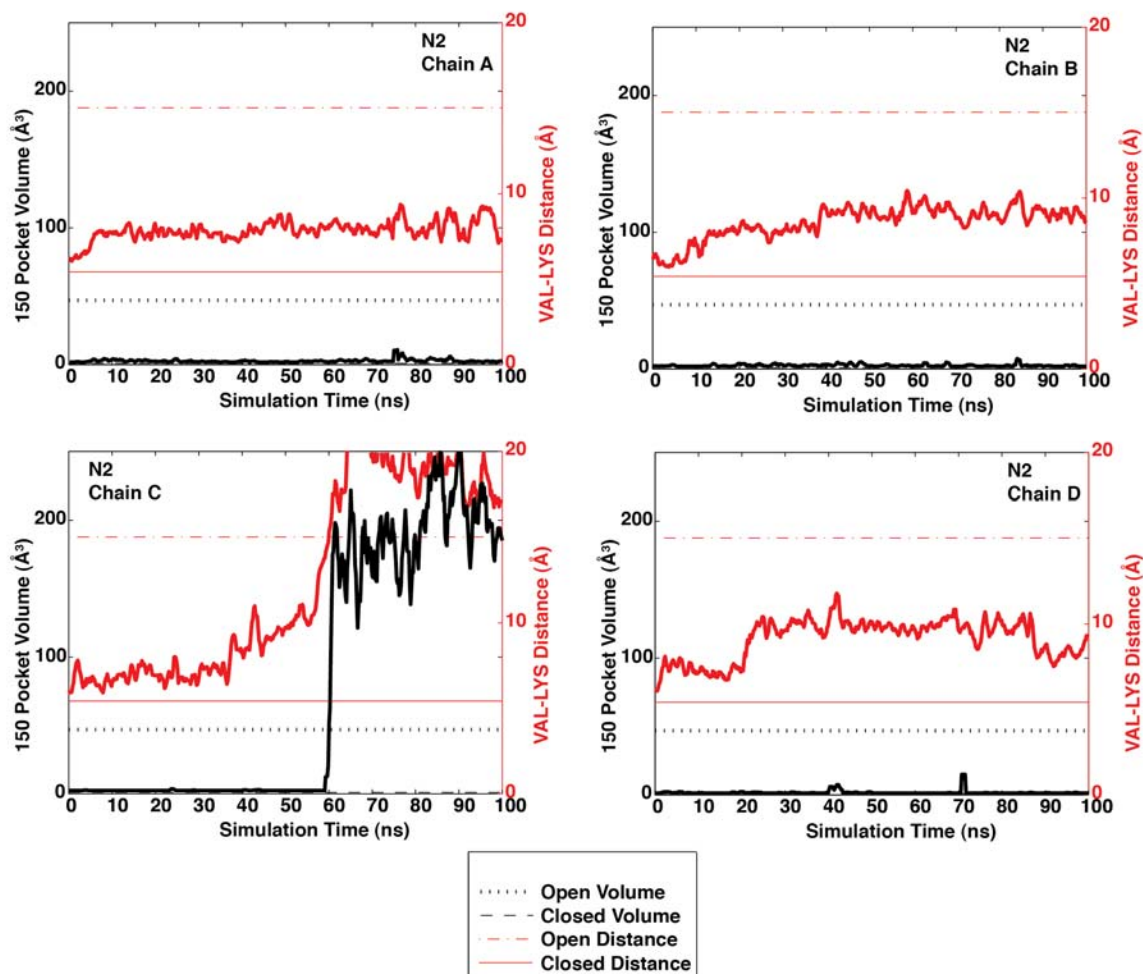 N2
Chain A
150 Pocket Volume (Å³)
200
100
0
20
10
0
VAL-LYS Distance (Å)
0 10 20 30 40 50 60 70 80 90 100
Simulation Time (ns)
N2
Chain B
150 Pocket Volume (Å³)
200
100
0
20
10
0
VAL-LYS Distance (Å)
0 10 20 30 40 50 60 70 80 90 100
Simulation Time (ns)
N2
Chain C
150 Pocket Volume (Å³)
200
100
0
20
10
0
VAL-LYS Distance (Å)
0 10 20 30 40 50 60 70 80 90 100
Simulation Time (ns)
N2
Chain D
150 Pocket Volume (Å³)
200
100
0
20
10
0
VAL-LYS Distance (Å)
0 10 20 30 40 50 60 70 80 90 100
Simulation Time (ns)
Open Volume
Closed Volume
Open Distance
Closed Distance